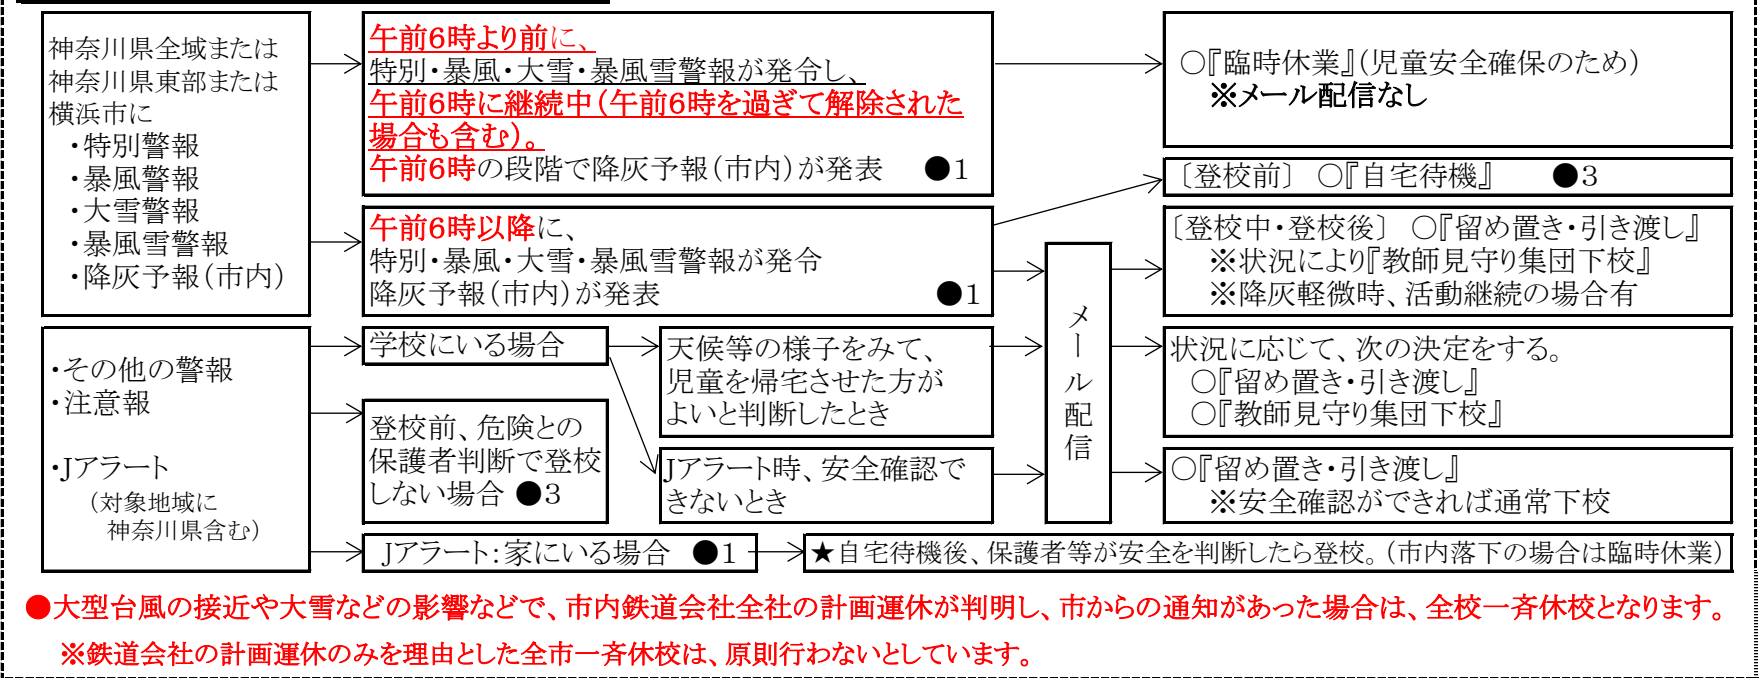 神奈川県全域または
神奈川県東部または
横浜市に
・特別警報
・暴風警報
・大雪警報
・暴風雪警報
・降灰予報(市内)
午前6時より前に、
特別・暴風・大雪・暴風雪警報が発令し、
午前6時に継続中(午前6時を過ぎて解除された
場合も含む)。
午前6時の段階で降灰予報(市内)が発表 ●1
○『臨時休業』(児童安全確保のため)
※メール配信なし
午前6時以降に、
特別・暴風・大雪・暴風雪警報が発令
降灰予報(市内)が発表 ●1
〔登校前〕 ○『自宅待機』 ●3
〔登校中・登校後〕 ○『留め置き・引き渡し』
※状況により『教師見守り集団下校』
※降灰軽微時、活動継続の場合有
メール配信
・その他の警報
・注意報
・Jアラート
(対象地域に
神奈川県含む)
学校にいる場合
天候等の様子をみて、
児童を帰宅させた方が
よいと判断したとき
状況に応じて、次の決定をする。
○『留め置き・引き渡し』
○『教師見守り集団下校』
登校前、危険との
保護者判断で登校
しない場合 ●3
Jアラート時、安全確認で
きないとき
○『留め置き・引き渡し』
※安全確認ができれば通常下校
Jアラート:家にいる場合 ●1
★自宅待機後、保護者等が安全を判断したら登校。(市内落下の場合は臨時休業)
●大型台風の接近や大雪などの影響などで、市内鉄道会社全社の計画運休が判明し、市からの通知があった場合は、全校一斉休校となります。
※鉄道会社の計画運休のみを理由とした全市一斉休校は、原則行わないとしています。